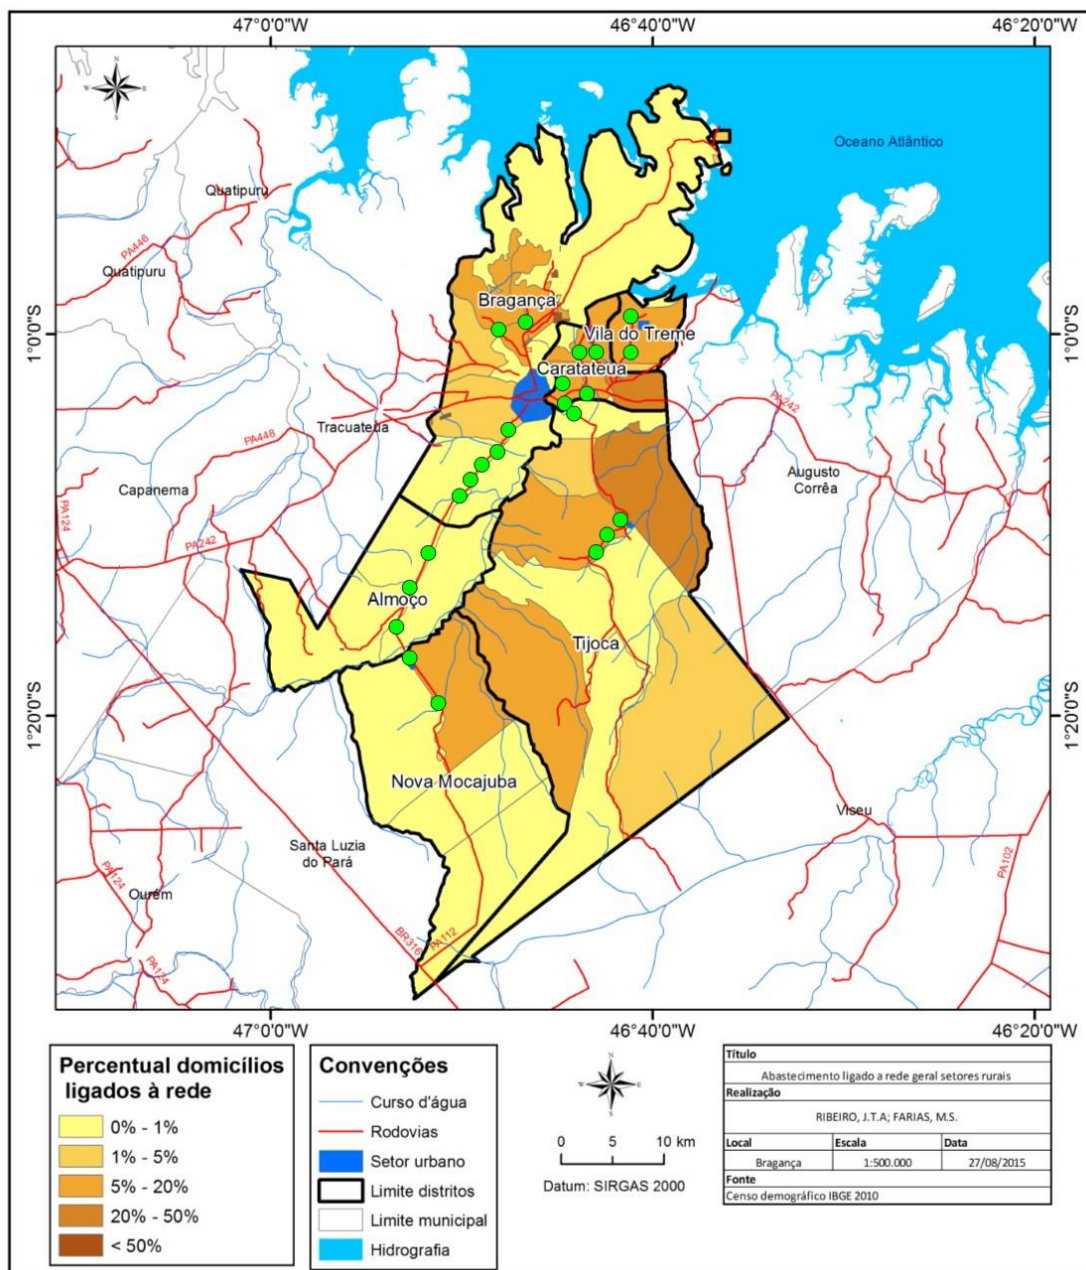 47°0'0"W
46°40'0"W
46°20'0"W
N
W
E
S
Oceano Atlântico
Quatipuru
PA446
Quatipuru
Bragança
1°0'0"S
Vila do Treme
1°0'0"S
Caratateua
PA242
Tracuateua
PA448
Capanema
Augusto
Corrêa
PA124
PA242
Almoço
Tijoca
1°20'0"S
1°20'0"S
Nova Mocajuba
Viseu
Santa Luzia
do Pará
PA124
Ourém
PA102
BR316
PA112
PA124
47°0'0"W
46°40'0"W
46°20'0"W
Percentual domicílios
ligados à rede
0% - 1%
1% - 5%
5% - 20%
20% - 50%
< 50%
Convenções
Curso d'água
Rodovias
Setor urbano
Limite distritos
Limite municipal
Hidrografia
N
W
E
S
0 5 10 km
Datum: SIRGAS 2000
Título
Abastecimento ligado a rede geral setores rurais
Realização
RIBEIRO, J.T.A; FARIAS, M.S.
Local Escala Data
Bragança 1:500.000 27/08/2015
Fonte
Censo demográfico IBGE 2010